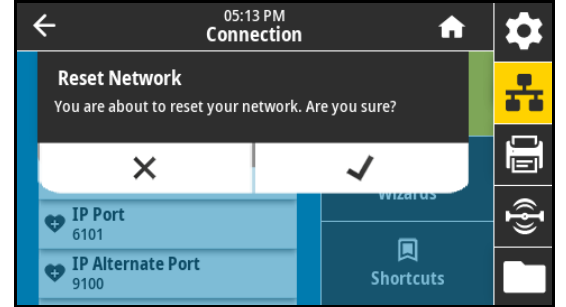 05:13 PM
Connection
Reset Network
You are about to reset your network. Are you sure?
Wizards
IP Port
6101
IP Alternate Port
9100
Shortcuts